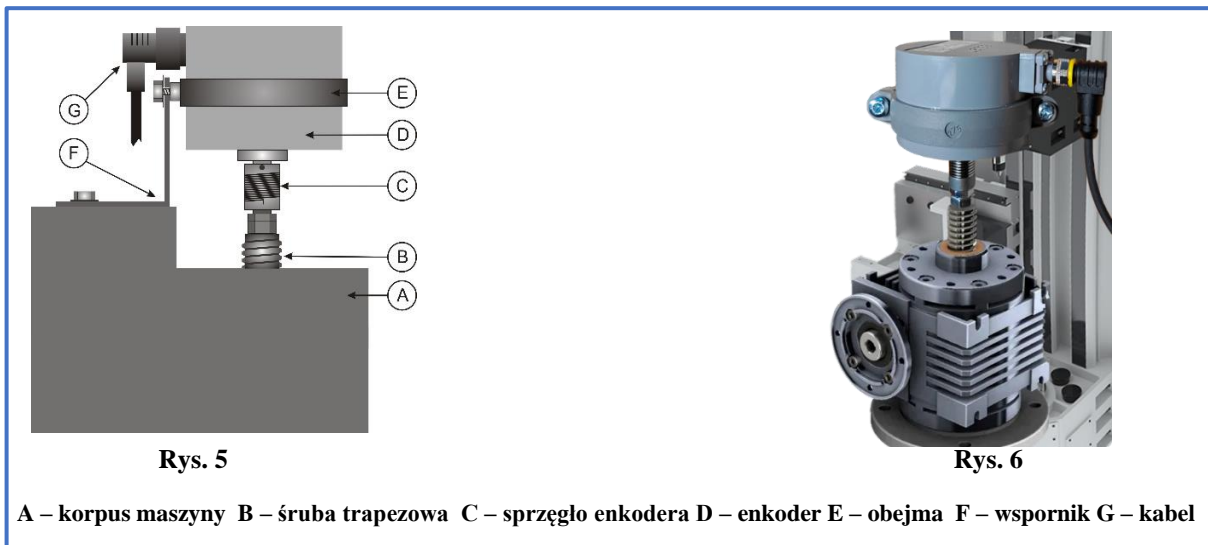 G
F
E
D
C
B
A
Rys. 5
Rys. 6
A – korpus maszyny B – śruba trapezowa C – sprzęgło enkodera D – enkoder E – obejma F – wspornik G – kabel